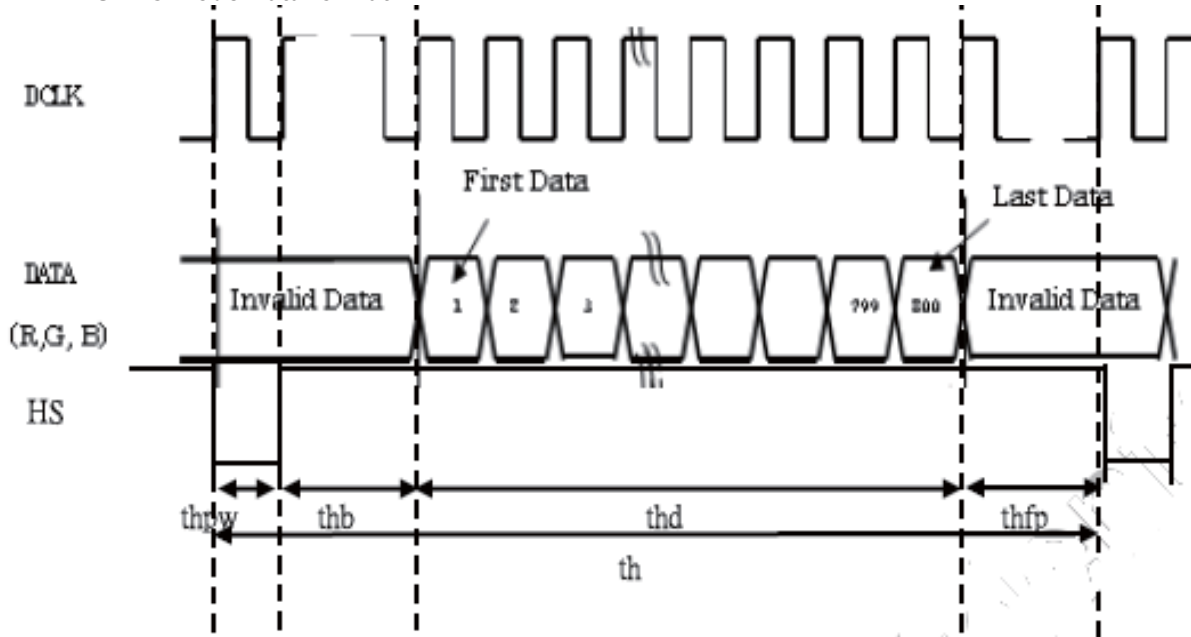 DCLK
First Data
Last Data
DATA
(R,G, B)
Invalid Data
1 2 3 799 800
Invalid Data
HS
thpw thb thd thfp
th